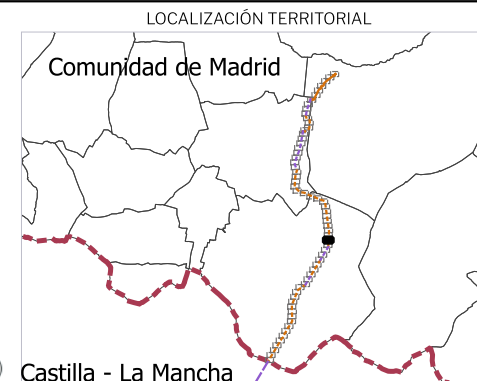 LOCALIZACIÓN TERRITORIAL
Comunidad de Madrid
Castilla - La Mancha